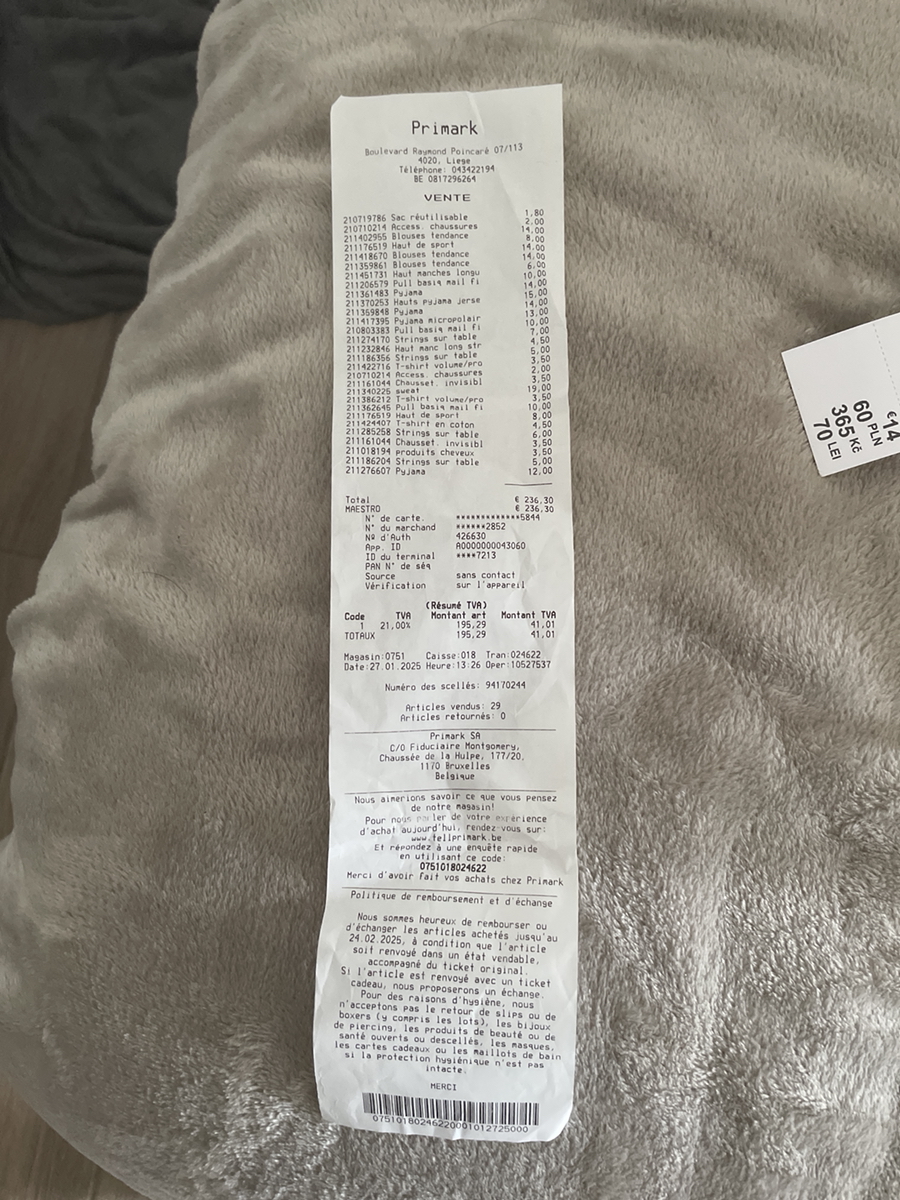 Primark
Boulevard Raymond Poincaré 07/113
4020, Liege
Téléphone: 043422194
BE 0817296264
VENTE
210719786 Sac réutilisable 1,80
210710214 Access. chaussures 2,00
211402955 Blouses tendance 14,00
211176519 Haut de sport 8,00
211418670 Blouses tendance 14,00
211359861 Blouses tendance 14,00
211451731 Haut manches longu 6,00
211206579 Pull basiq mail fi 10,00
211361483 Pyjama 14,00
211370253 Hauts pyjama jerse 15,00
211359848 Pyjama 14,00
211417395 Pyjama micropolair 13,00
210803383 Pull basiq mail fi 10,00
211274170 Strings sur table 7,00
211232846 Haut manc long str 4,50
211186356 Strings sur table 5,00
211422716 T-shirt volume/pro 3,50
210710214 Access. chaussures 2,00
211161044 Chausset. invisibl 3,50
211340225 sweat 19,00
211386212 T-shirt volume/pro 3,50
211362645 Pull basiq mail fi 10,00
211176519 Haut de sport 8,00
211424407 T-shirt en coton 4,50
211285258 Strings sur table 6,00
211161044 Chausset. invisibl 3,50
211018194 produits cheveux 3,50
211186204 Strings sur table 5,00
211276607 Pyjama 12,00
Total € 236,30
MAESTRO € 236,30
N° de carte. ************5844
N° du marchand ******2852
Nº d'Auth 426630
App. ID A0000000043060
ID du terminal ****7213
PAN N° de séq
Source sans contact
Vérification sur l'appareil
(Résumé TVA)
Code TVA Montant art Montant TVA
1 21,00% 195,29 41,01
TOTAUX 195,29 41,01
Magasin:0751 Caisse:018 Tran:024622
Date:27.01.2025 Heure:13:26 Oper:10527537
Numéro des scellés: 94170244
Articles vendus: 29
Articles retournés: 0
Primark SA
C/O Fiduciaire Montgomery,
Chaussée de la Hulpe, 177/20,
1170 Bruxelles
Belgique
Nous aimerions savoir ce que vous pensez
de notre magasin!
Pour nous parler de votre expérience
d'achat aujourd'hui, rendez vous sur:
www.tellprimark.be
Et répondez à une enquête rapide
en utilisant ce code:
0751018024622
Merci d'avoir fait vos achats chez Primark
Politique de remboursement et d'échange
Nous sommes heureux de rembourser ou
d'échanger les articles achetés jusqu'au
24.02.2025, à condition que l'article
soit renvoyé dans un état vendable,
accompagné du ticket original.
Si l'article est renvoyé avec un ticket
cadeau, nous proposerons un échange.
Pour des raisons d'hygiène, nous
n'acceptons pas le retour de slips ou de
boxers (y compris les lots), les bijoux
de piercing, les produits de beauté ou de
santé ouverts ou descellés, les masques,
les cartes cadeaux ou les maillots de bain
si la protection hygiénique n'est pas
intacte.
MERCI
07510180246220001012725000
€14
60 PLN
365 Kč
70 LEI